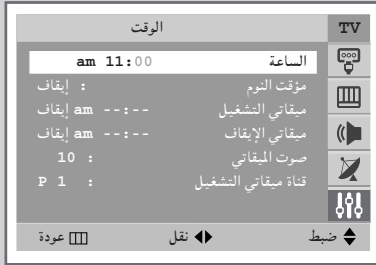 الوقت
TV
الساعة am 11:00
مؤقت النوم : إيقاف
ميقاتي التشغيل --:-- am إيقاف
ميقاتي الإيقاف --:-- am إيقاف
صوت الميقاتي : 10
قناة ميقاتي التشغيل : P 1
ضبط نقل عودة